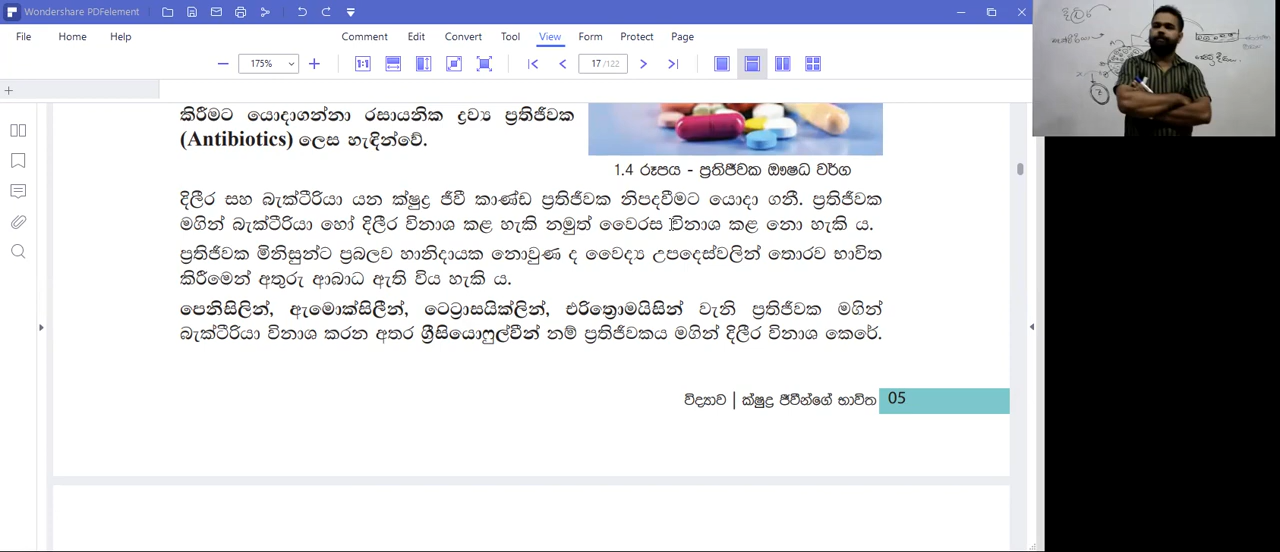 Wondershare PDFelement
File Home Help Comment Edit Convert Tool View Form Protect Page
175% 17 /122
කිරීමට යොදාගන්නා රසායනික ද්‍රව්‍ය ප්‍රතිජීවක
(Antibiotics) ලෙස හැඳින්වේ.
1.4 රූපය - ප්‍රතිජීවක ඖෂධ වර්ග
දිලීර සහ බැක්ටීරියා යන ක්ෂුද්‍ර ජීවී කාණ්ඩ ප්‍රතිජීවක නිපදවීමට යොදා ගනී. ප්‍රතිජීවක
මගින් බැක්ටීරියා හෝ දිලීර විනාශ කළ හැකි නමුත් වෛරස විනාශ කළ නො හැකි ය.
ප්‍රතිජීවක මිනිසුන්ට ප්‍රබලව හානිදායක නොවුණ ද වෛද්‍ය උපදෙස්වලින් තොරව භාවිත
කිරීමෙන් අතුරු ආබාධ ඇති විය හැකි ය.
පෙනිසිලින්, ඇමොක්සිලීන්, ටෙට්‍රාසයික්ලින්, එරිත්‍රොමයිසින් වැනි ප්‍රතිජීවක මගින්
බැක්ටීරියා විනාශ කරන අතර ග්‍රීසියොෆුල්වීන් නම් ප්‍රතිජීවකය මගින් දිලීර විනාශ කෙරේ.
විද්‍යාව | ක්ෂුද්‍ර ජීවීන්ගේ භාවිත 05